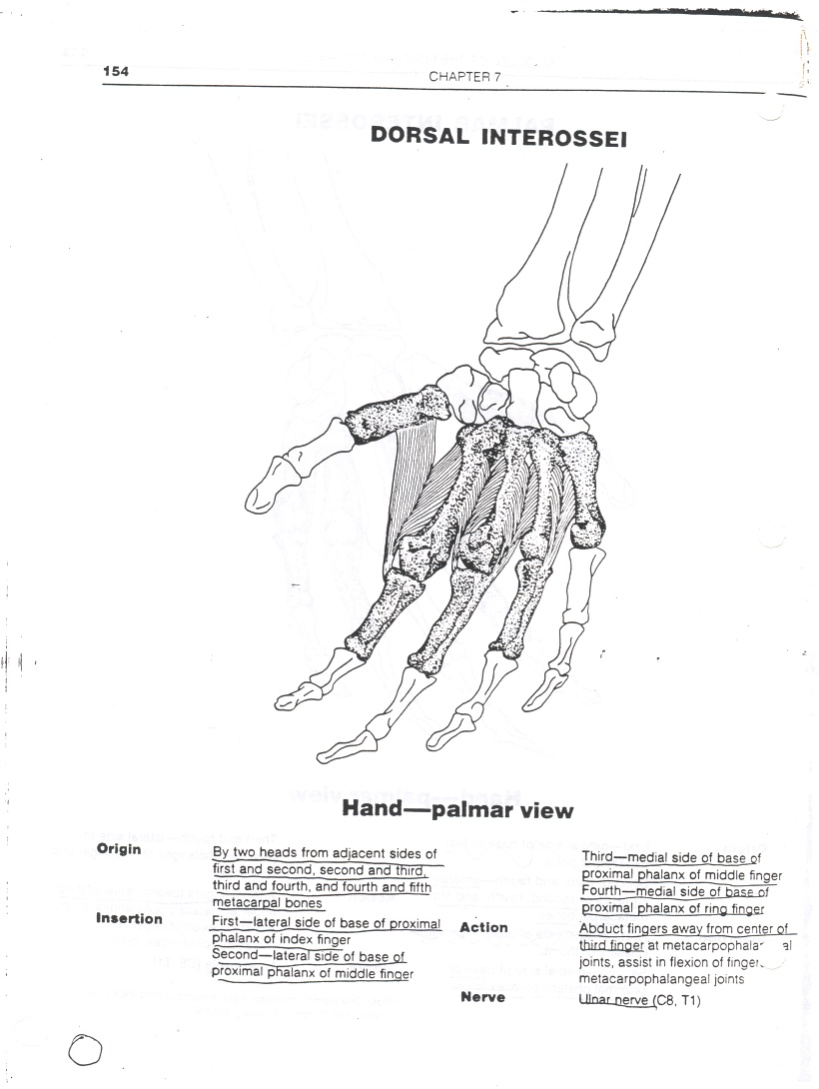 154
CHAPTER 7
DORSAL INTEROSSEI
Hand—palmar view
Origin
By two heads from adjacent sides of
first and second, second and third,
third and fourth, and fourth and fifth
metacarpal bones
Insertion
First—lateral side of base of proximal
phalanx of index finger
Second—lateral side of base of
proximal phalanx of middle finger
Third—medial side of base of
proximal phalanx of middle finger
Fourth—medial side of base of
proximal phalanx of ring finger
Action
Abduct fingers away from center of
third finger at
joints, assist in flexion of
metacarpophalangeal joints
Nerve
Ulnar nerve (C8, T1)